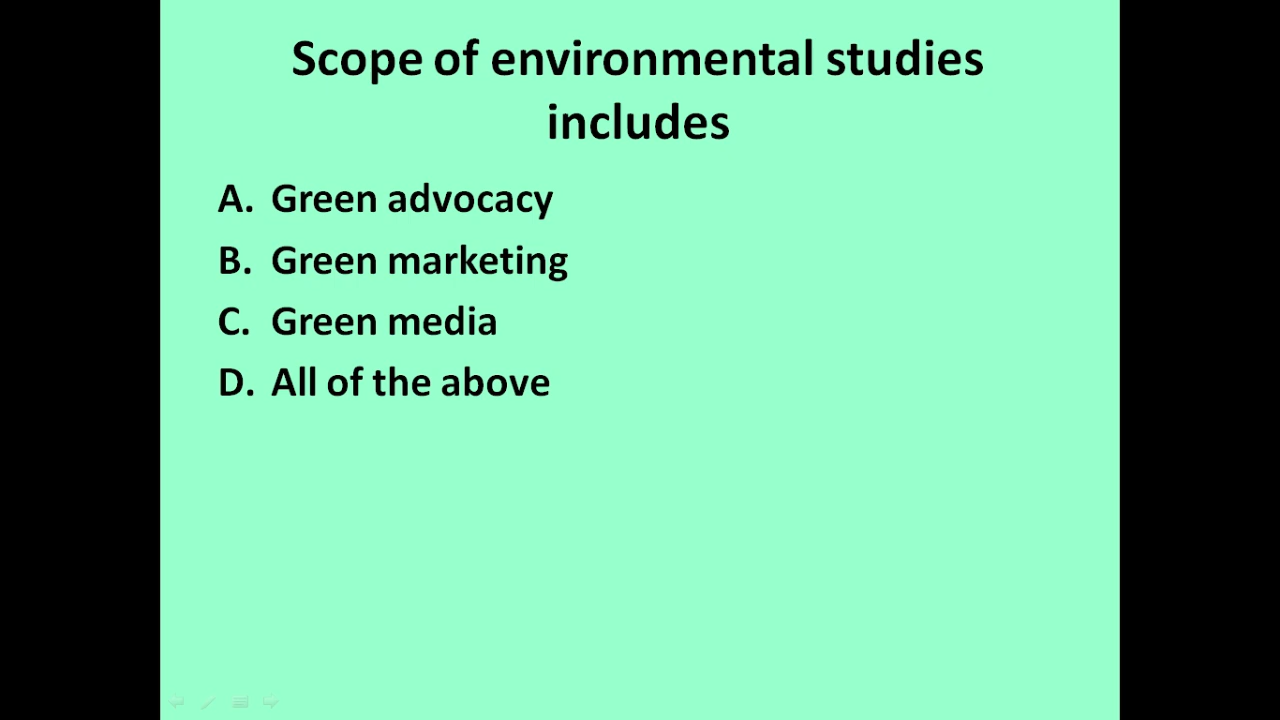 Scope of environmental studies
includes
A. Green advocacy
B. Green marketing
C. Green media
D. All of the above